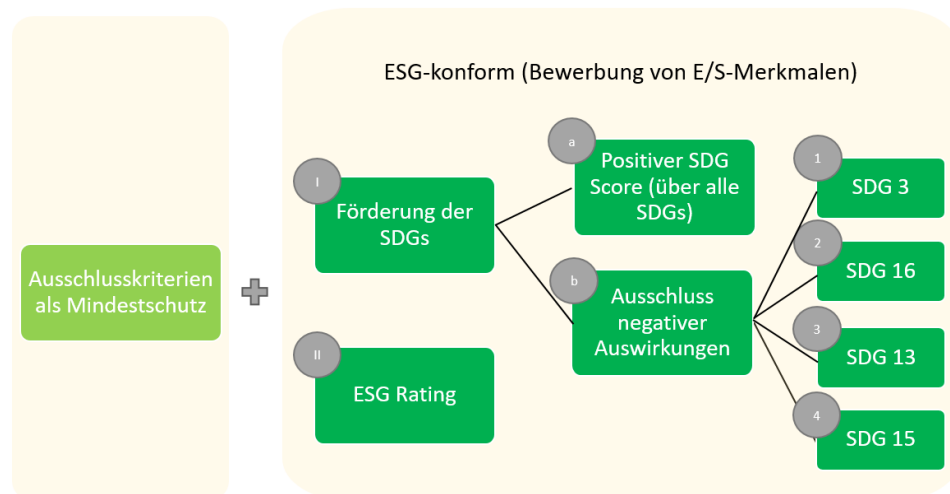 ESG-konform (Bewerbung von E/S-Merkmalen)
Ausschlusskriterien
als Mindestschutz
I
Förderung der
SDGs
II
ESG Rating
a
Positiver SDG
Score (über alle
SDGs)
b
Ausschluss
negativer
Auswirkungen
1
SDG 3
2
SDG 16
3
SDG 13
4
SDG 15